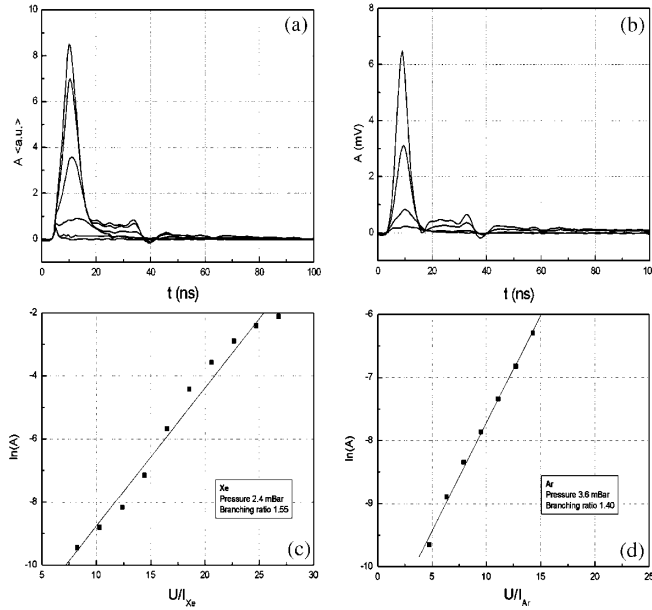 (a)
10
8
6
4
2
0
A <a.u.>
0 20 40 60 80 100
t (ns)
(b)
8
6
4
2
0
A (mV)
0 20 40 60 80 100
t (ns)
-2
-4
-6
-8
-10
ln(A)
Xe
Pressure 2.4 mBar
Branching ratio 1.55
(c)
5 10 15 20 25 30
U/I_Xe
-6
-7
-8
-9
-10
ln(A)
Ar
Pressure 3.6 mBar
Branching ratio 1.40
(d)
0 5 10 15 20 25
U/I_Ar